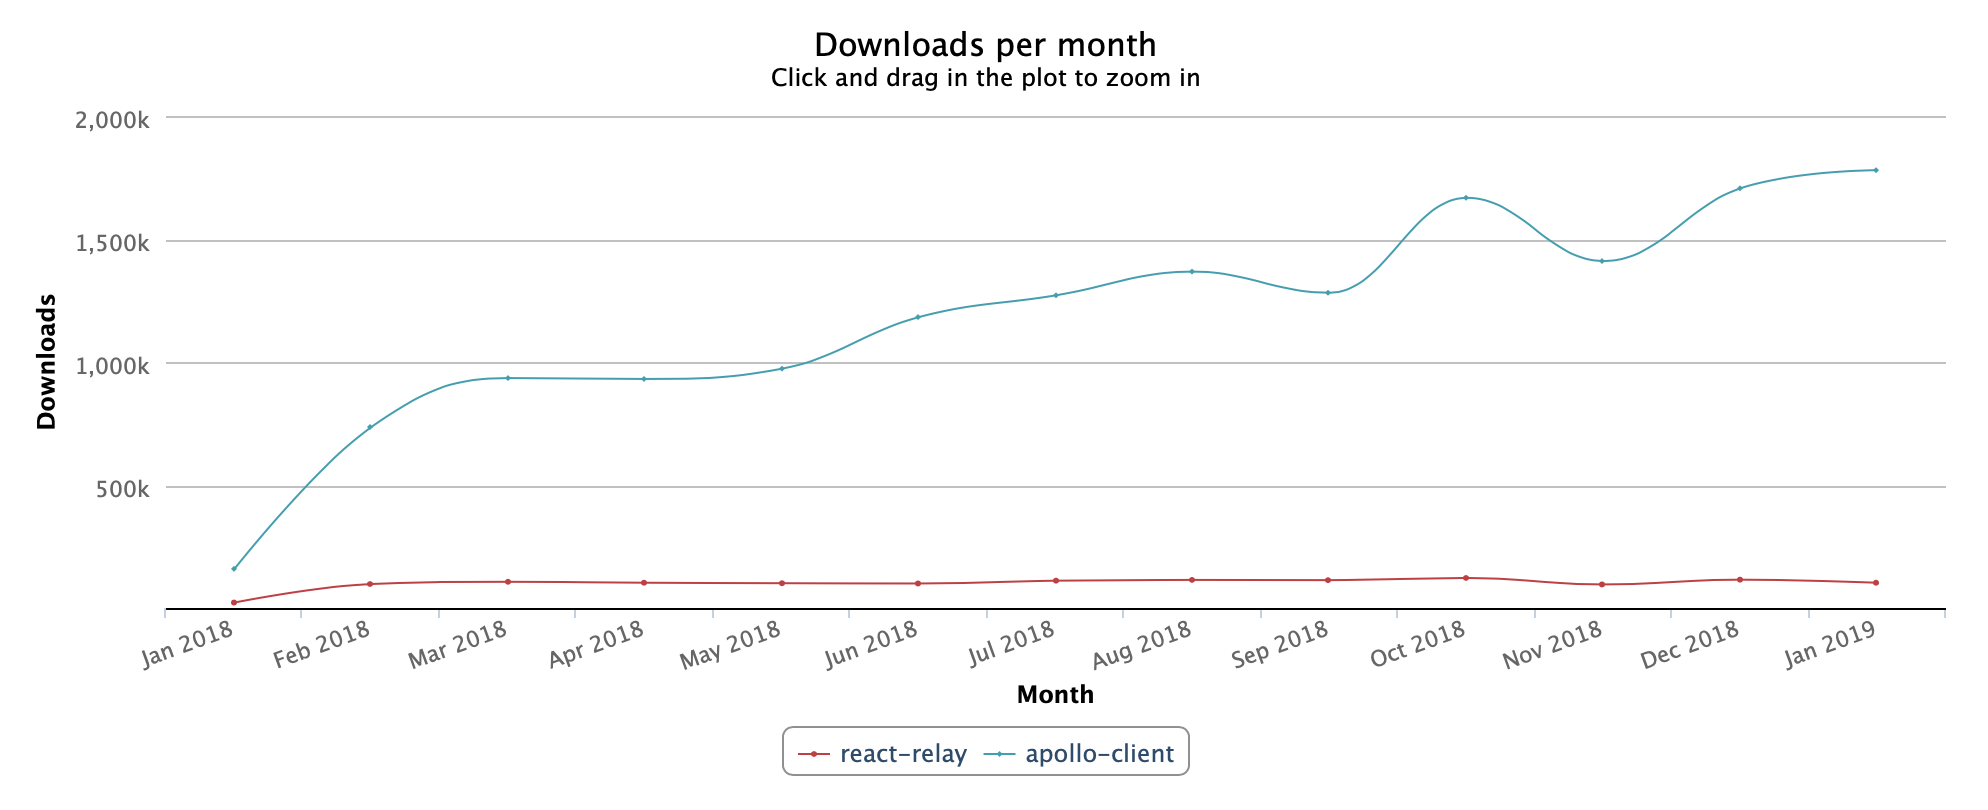 Downloads per month
Click and drag in the plot to zoom in
2,000k
1,500k
1,000k
500k
Downloads
Jan 2018
Feb 2018
Mar 2018
Apr 2018
May 2018
Jun 2018
Jul 2018
Aug 2018
Sep 2018
Oct 2018
Nov 2018
Dec 2018
Jan 2019
Month
react-relay apollo-client